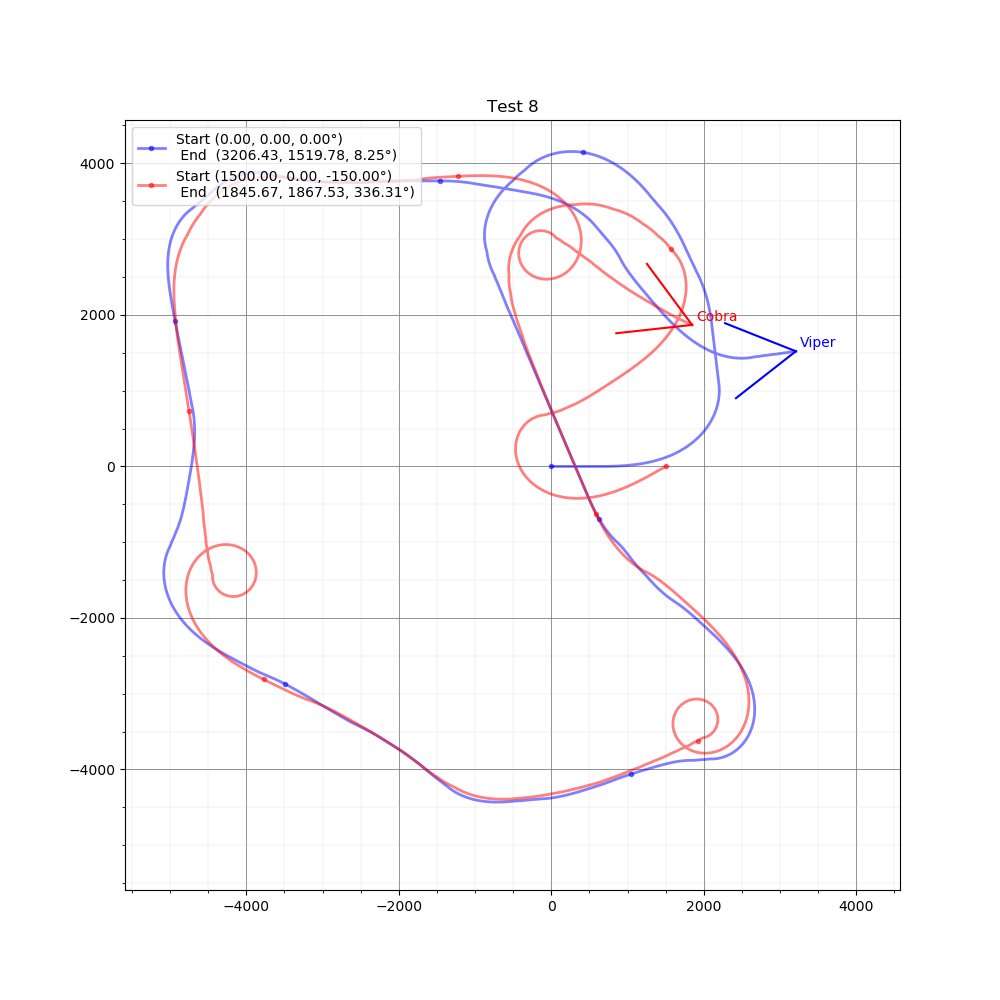 Test 8
Start (0.00, 0.00, 0.00°)
End (3206.43, 1519.78, 8.25°)
Start (1500.00, 0.00, -150.00°)
End (1845.67, 1867.53, 336.31°)
4000
2000
0
−2000
−4000
Cobra
Viper
−4000 −2000 0 2000 4000